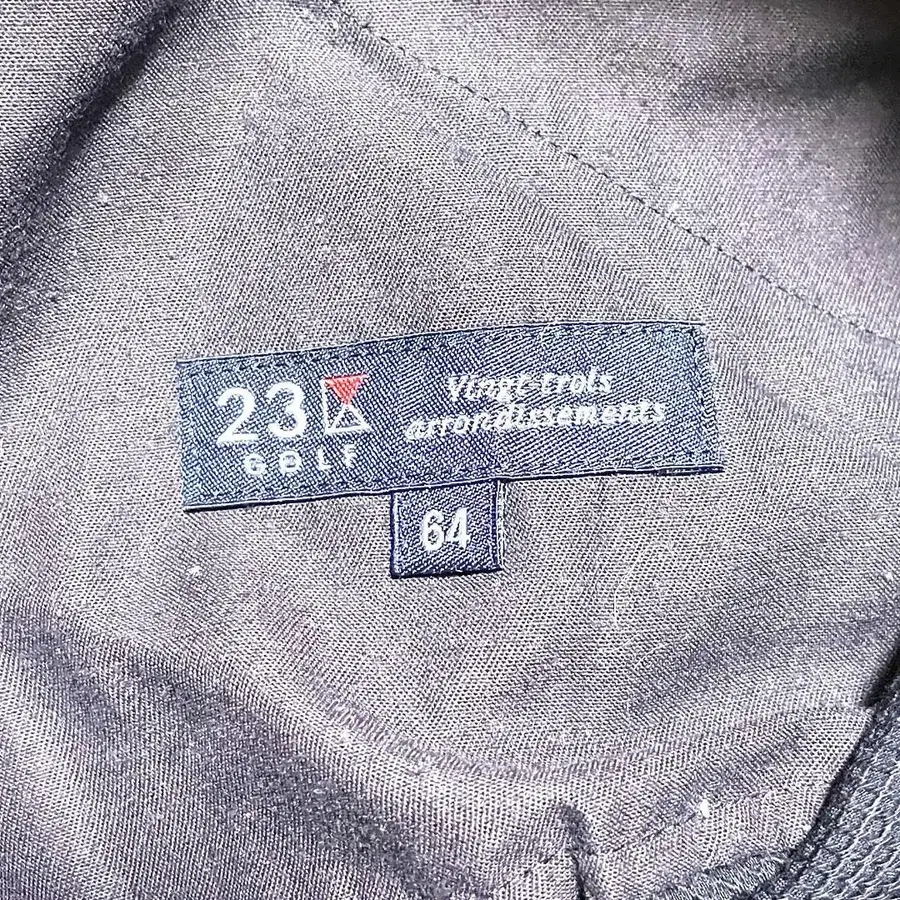 23
GOLF
Vingt trois
arrondissements
64